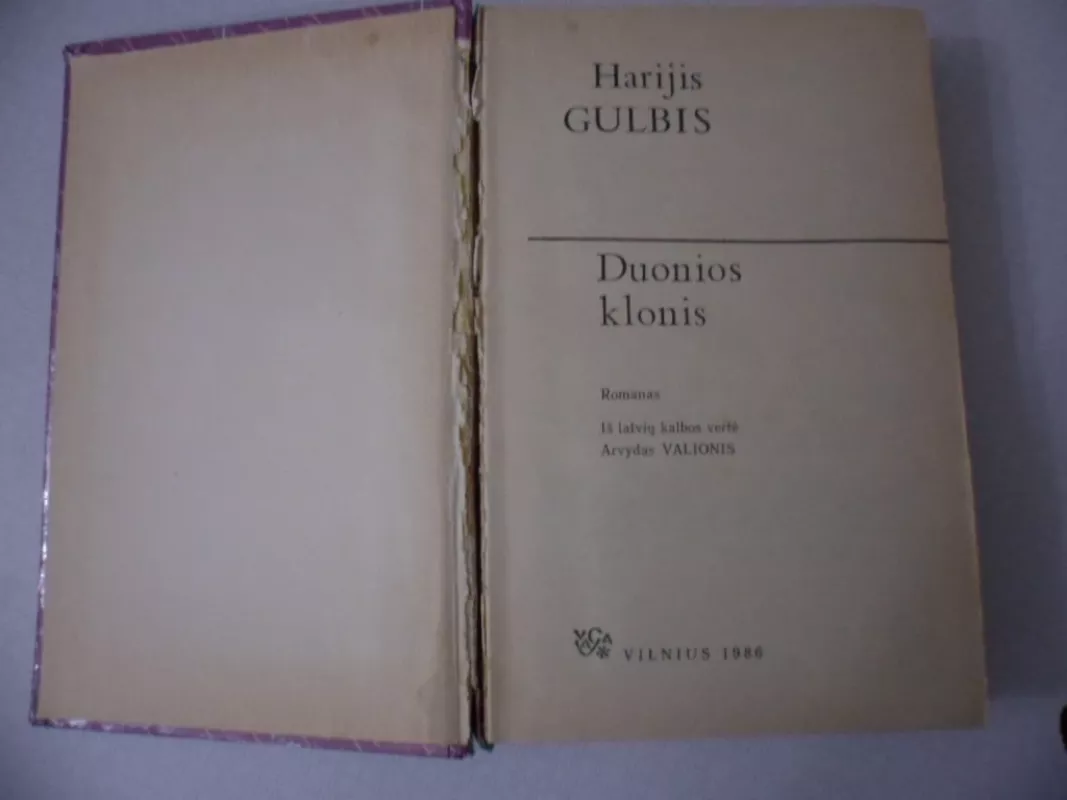 Harijis
GULBIS
Duonios
klonis
Romanas
Iš latvių kalbos vertė
Arvydas VALIONIS
VILNIUS 1986